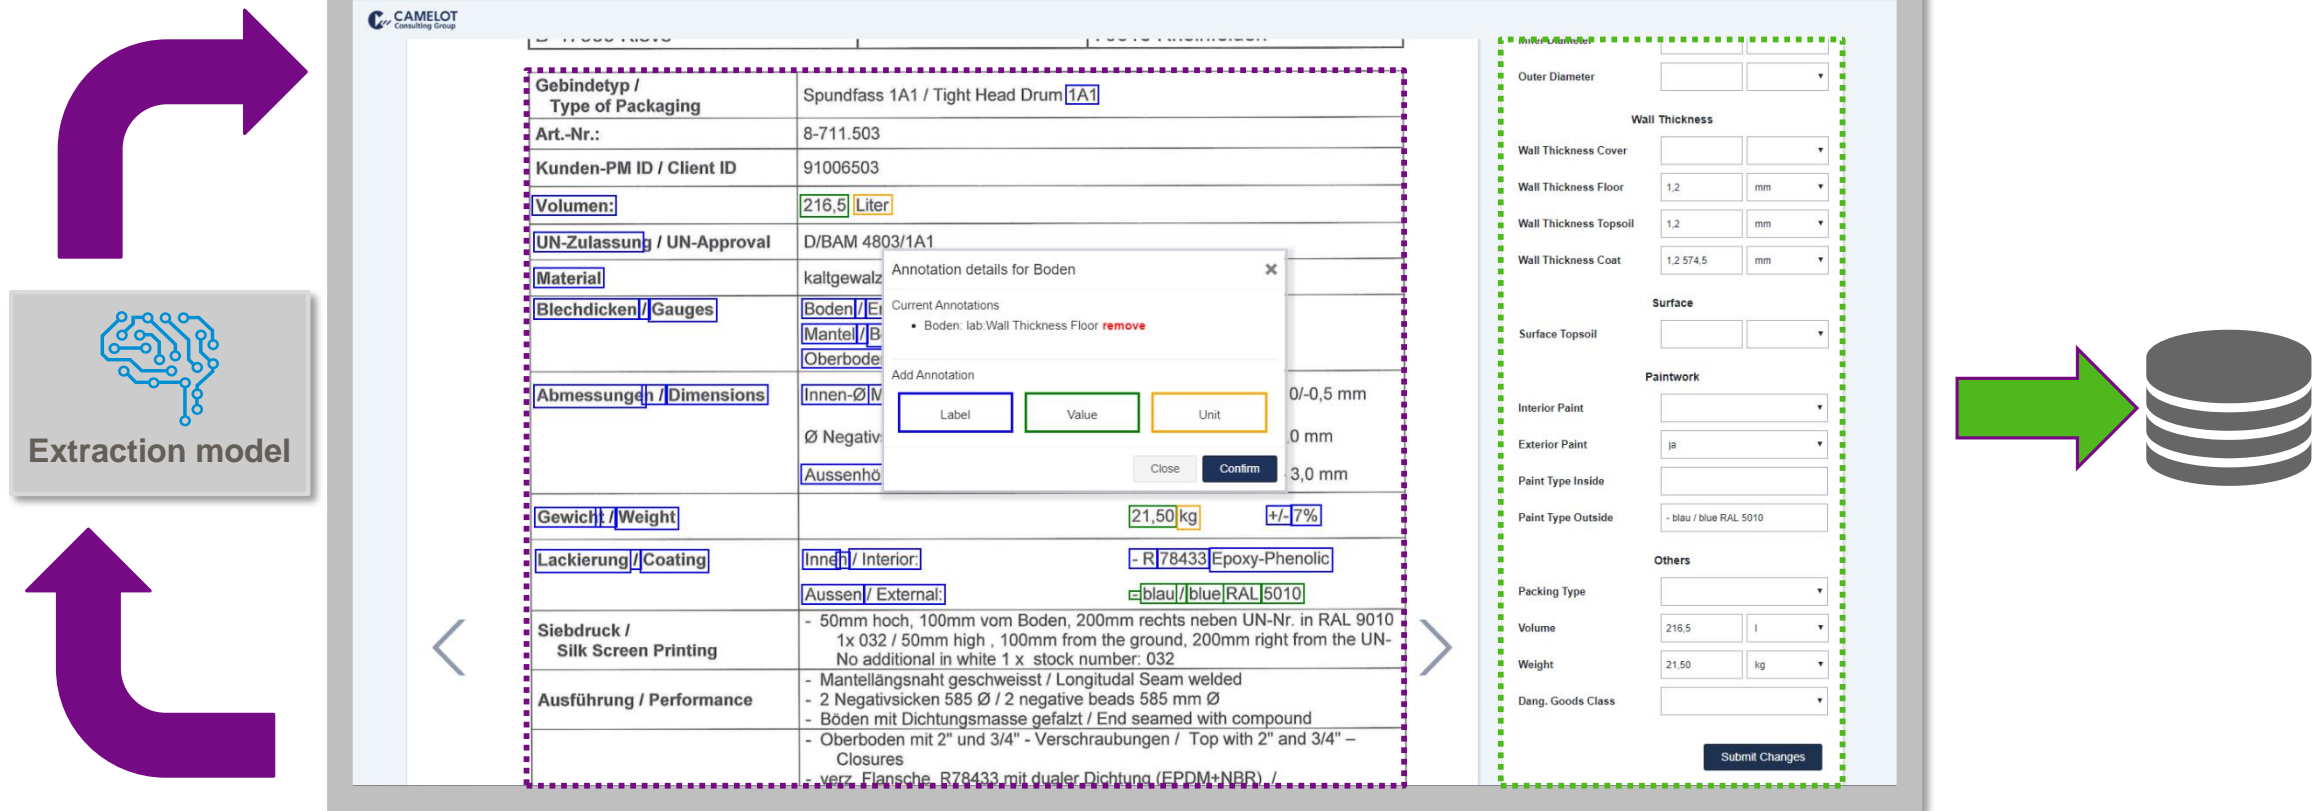 CAMELOT
Consulting Group
Extraction model
Gebindetyp /
Type of Packaging
Spundfass 1A1 / Tight Head Drum 1A1
Art.-Nr.:
8-711.503
Kunden-PM ID / Client ID
91006503
Volumen:
216,5 Liter
UN-Zulassung / UN-Approval
D/BAM 4803/1A1
Material
kaltgewalz
Blechdicken / Gauges
Boden / E
Mantel / B
Oberbode
Abmessungen / Dimensions
Innen-Ø M
0/-0,5 mm
Ø Negativ
,0 mm
Aussenhö
3,0 mm
Annotation details for Boden
Current Annotations
• Boden: lab:Wall Thickness Floor remove
Add Annotation
Label
Value
Unit
Close
Confirm
Gewicht / Weight
21,50 kg
+/- 7%
Lackierung / Coating
Innen / Interior:
- R 78433 Epoxy-Phenolic
Aussen / External:
- blau / blue RAL 5010
Siebdruck /
Silk Screen Printing
- 50mm hoch, 100mm vom Boden, 200mm rechts neben UN-Nr. in RAL 9010
1x 032 / 50mm high , 100mm from the ground, 200mm right from the UN-
No additional in white 1 x stock number: 032
Ausführung / Performance
- Mantellängsnaht geschweisst / Longitudal Seam welded
- 2 Negativsicken 585 Ø / 2 negative beads 585 mm Ø
- Böden mit Dichtungsmasse gefalzt / End seamed with compound
- Oberboden mit 2" und 3/4" - Verschraubungen / Top with 2" and 3/4" –
Closures
- verz. Flansche, R78433 mit dualer Dichtung (EPDM+NBR) /
Inner Diameter
Outer Diameter
Wall Thickness
Wall Thickness Cover
Wall Thickness Floor
1,2
mm
Wall Thickness Topsoil
1,2
mm
Wall Thickness Coat
1,2 574,5
mm
Surface
Surface Topsoil
Paintwork
Interior Paint
Exterior Paint
ja
Paint Type Inside
Paint Type Outside
- blau / blue RAL 5010
Others
Packing Type
Volume
216,5
l
Weight
21,50
kg
Dang. Goods Class
Submit Changes